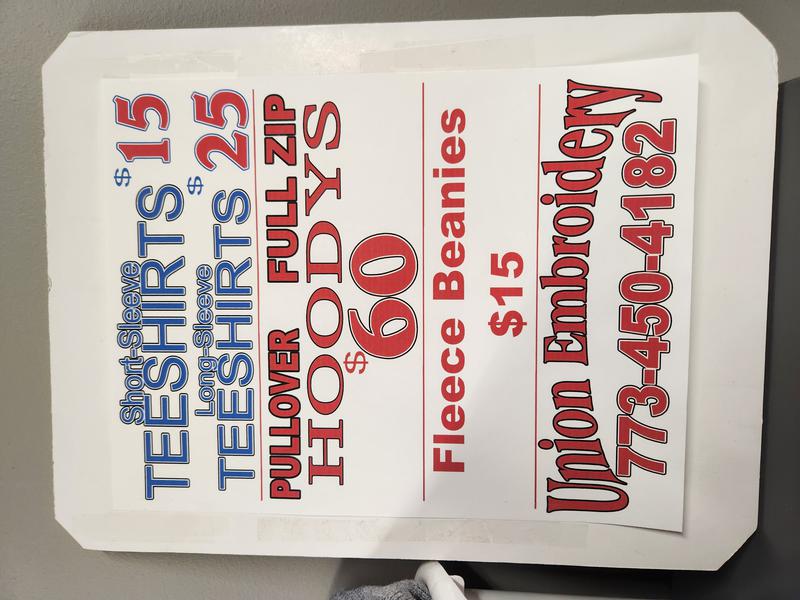 Short-Sleeve
TEESHIRTS $15
Long-Sleeve
TEESHIRTS $25
PULLOVER FULL ZIP
HOODYS
$60
Fleece Beanies
$15
Union Embroidery
773-450-4182